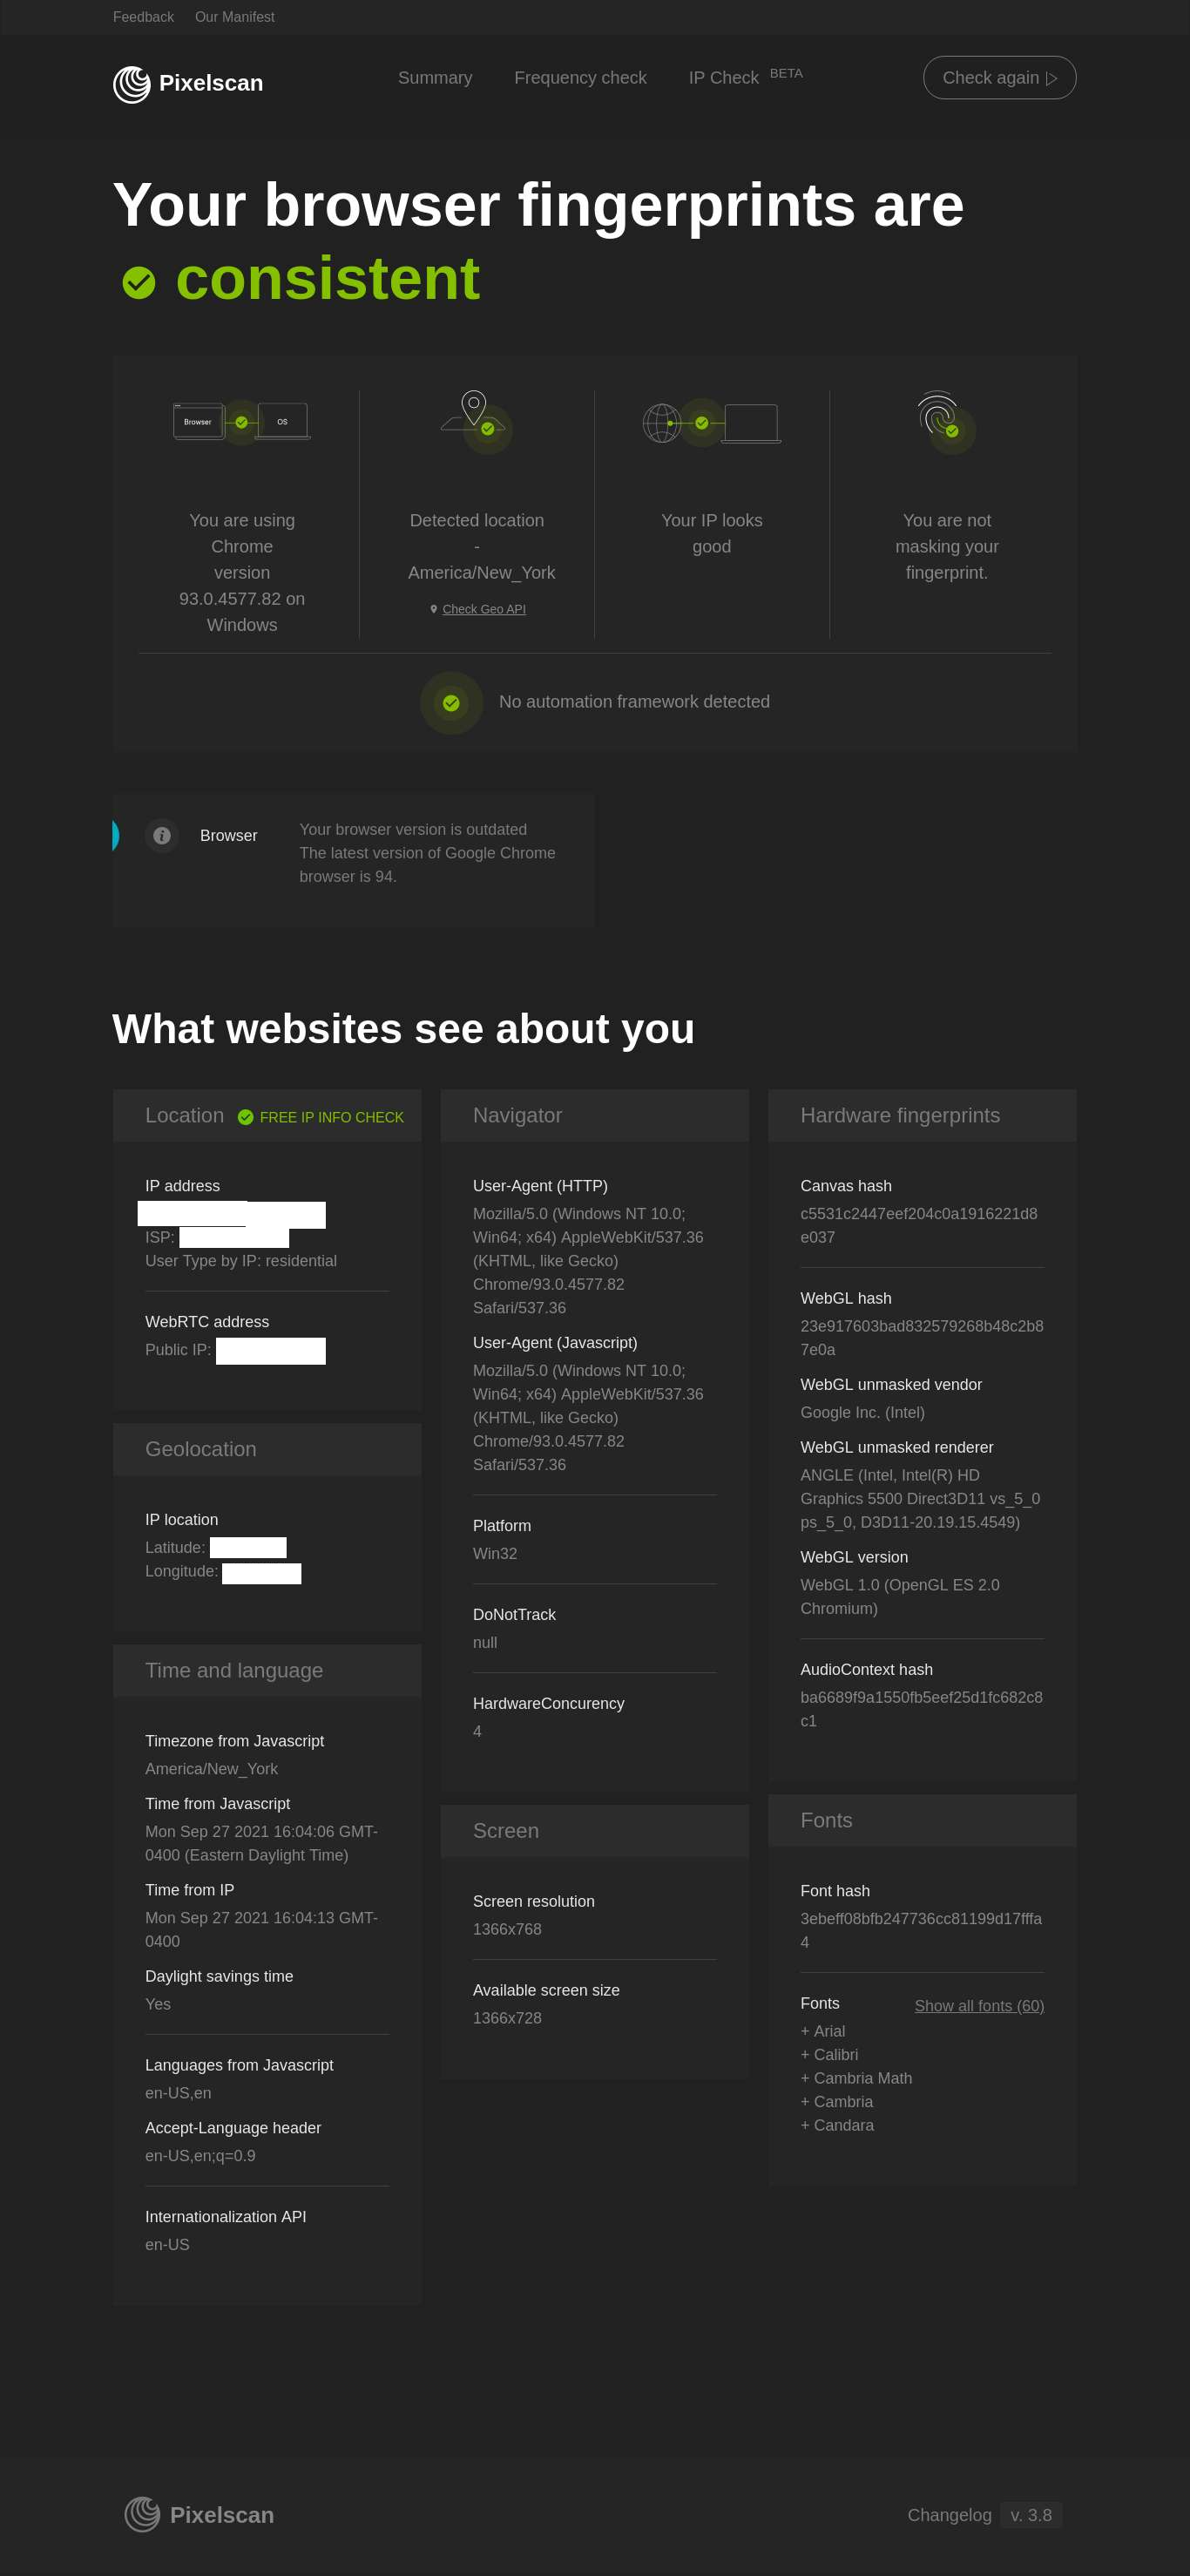 Feedback
Our Manifest
Pixelscan
Summary
Frequency check
IP Check BETA
Check again
Your browser fingerprints are
consistent
Browser
OS
You are using
Chrome
version
93.0.4577.82 on
Windows
Detected location
-
America/New_York
Check Geo API
Your IP looks
good
You are not
masking your
fingerprint.
No automation framework detected
Browser
Your browser version is outdated
The latest version of Google Chrome
browser is 94.
What websites see about you
Location
FREE IP INFO CHECK
IP address
ISP:
User Type by IP: residential
WebRTC address
Public IP:
Geolocation
IP location
Latitude:
Longitude:
Time and language
Timezone from Javascript
America/New_York
Time from Javascript
Mon Sep 27 2021 16:04:06 GMT-
0400 (Eastern Daylight Time)
Time from IP
Mon Sep 27 2021 16:04:13 GMT-
0400
Daylight savings time
Yes
Languages from Javascript
en-US,en
Accept-Language header
en-US,en;q=0.9
Internationalization API
en-US
Navigator
User-Agent (HTTP)
Mozilla/5.0 (Windows NT 10.0;
Win64; x64) AppleWebKit/537.36
(KHTML, like Gecko)
Chrome/93.0.4577.82
Safari/537.36
User-Agent (Javascript)
Mozilla/5.0 (Windows NT 10.0;
Win64; x64) AppleWebKit/537.36
(KHTML, like Gecko)
Chrome/93.0.4577.82
Safari/537.36
Platform
Win32
DoNotTrack
null
HardwareConcurency
4
Screen
Screen resolution
1366x768
Available screen size
1366x728
Hardware fingerprints
Canvas hash
c5531c2447eef204c0a1916221d8
e037
WebGL hash
23e917603bad832579268b48c2b8
7e0a
WebGL unmasked vendor
Google Inc. (Intel)
WebGL unmasked renderer
ANGLE (Intel, Intel(R) HD
Graphics 5500 Direct3D11 vs_5_0
ps_5_0, D3D11-20.19.15.4549)
WebGL version
WebGL 1.0 (OpenGL ES 2.0
Chromium)
AudioContext hash
ba6689f9a1550fb5eef25d1fc682c8
c1
Fonts
Font hash
3ebeff08bfb247736cc81199d17fffa
4
Fonts
Show all fonts (60)
+ Arial
+ Calibri
+ Cambria Math
+ Cambria
+ Candara
Pixelscan
Changelog
v. 3.8